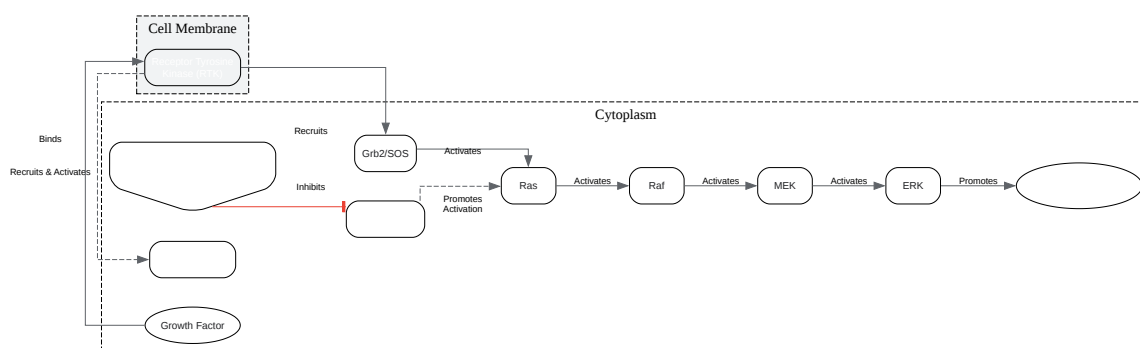 Cell Membrane
Receptor Tyrosine
Kinase (RTK)
Cytoplasm
Binds
Recruits
Recruits & Activates
Grb2/SOS
Activates
Inhibits
Ras
Activates
Raf
Activates
MEK
Activates
ERK
Promotes
Promotes
Activation
Growth Factor